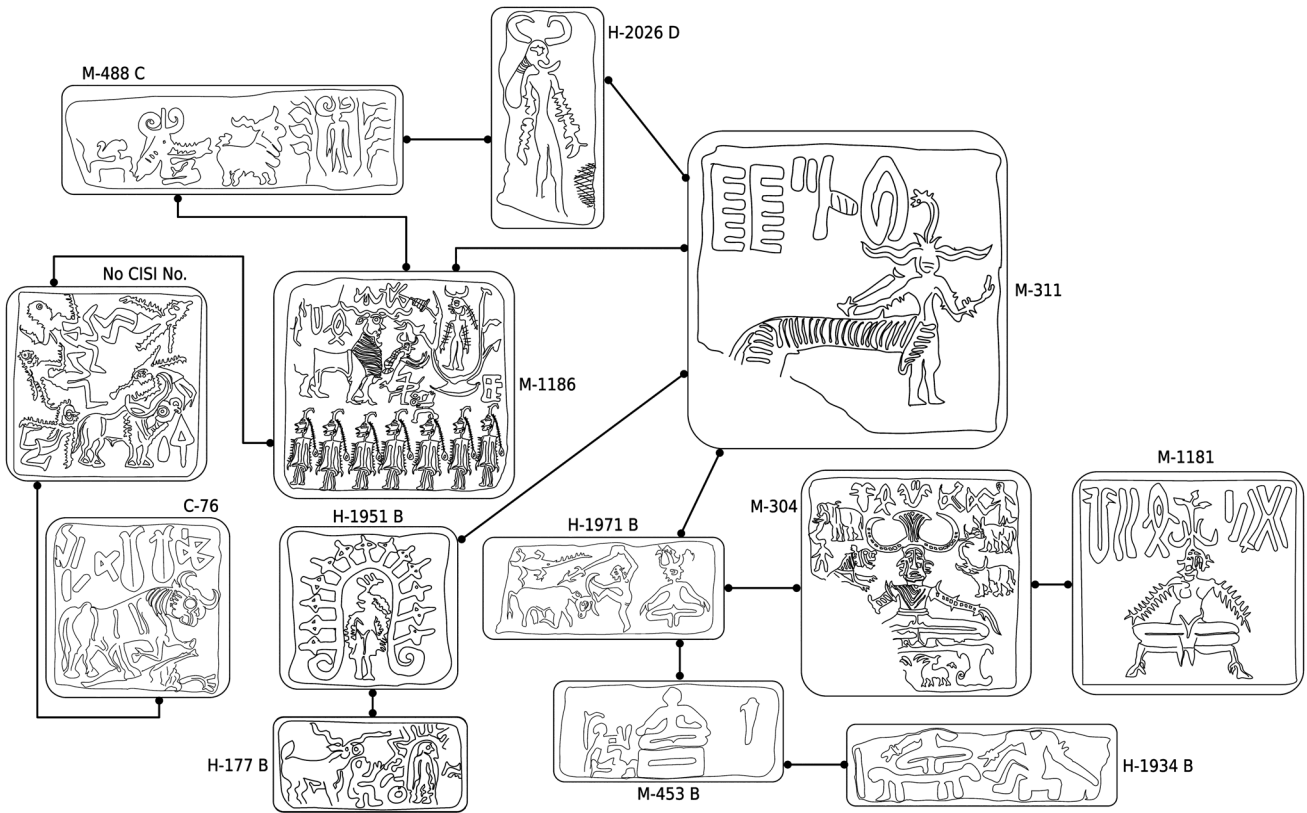 H-2026 D
M-488 C
M-311
No CISI No.
M-1186
M-1181
C-76
H-1951 B
H-1971 B
M-304
H-177 B
M-453 B
H-1934 B